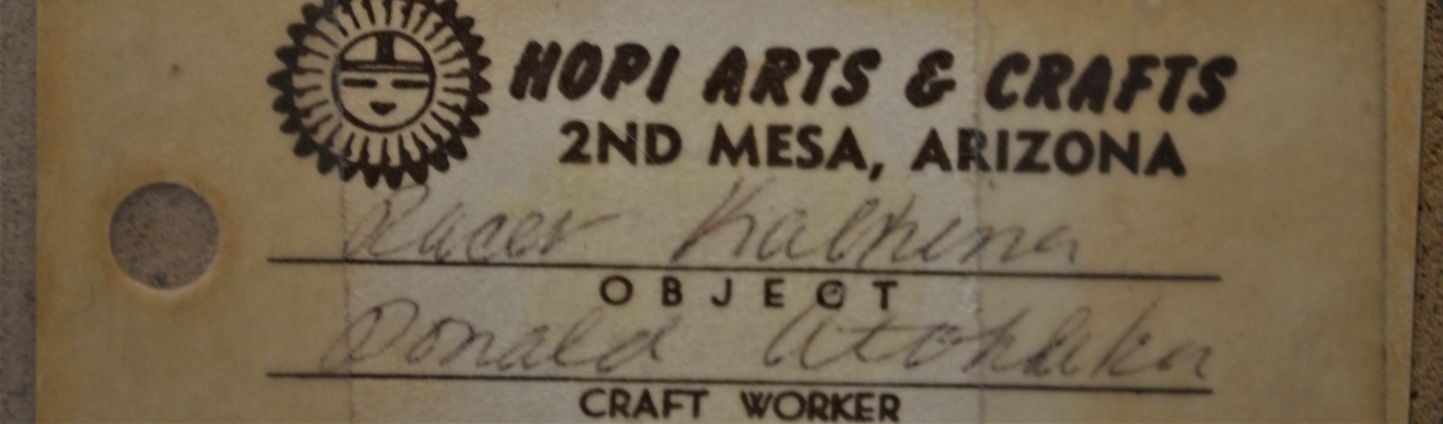 HOPI ARTS & CRAFTS
2ND MESA, ARIZONA
Racer Kachina
OBJECT
Donald
CRAFT WORKER